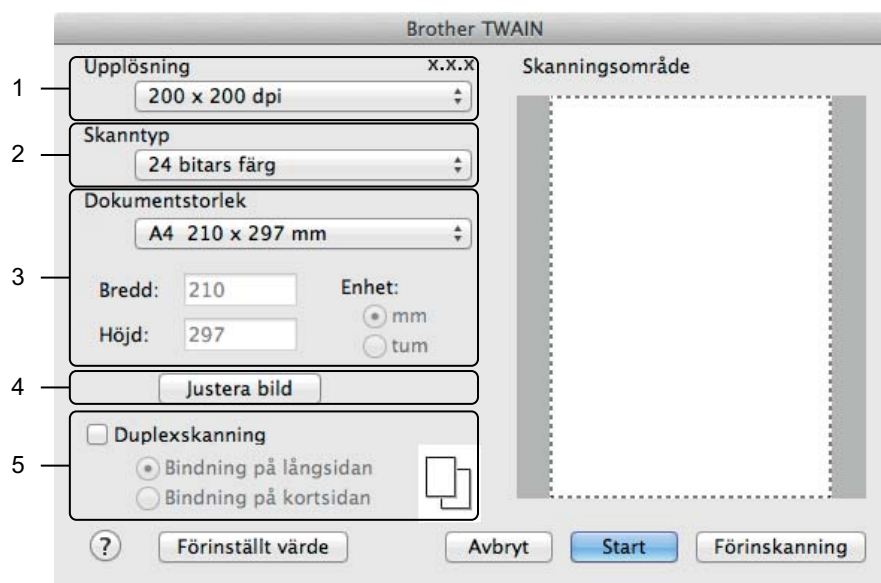 Brother TWAIN
1
Upplösning x.x.x
200 x 200 dpi
2
Skanntyp
24 bitars färg
3
Dokumentstorlek
A4 210 x 297 mm
Bredd: 210
Höjd: 297
Enhet:
mm
tum
4
Justera bild
5
Duplexskanning
Bindning på långsidan
Bindning på kortsidan
Skanningsområde
?
Förinställt värde
Avbryt
Start
Förinskanning